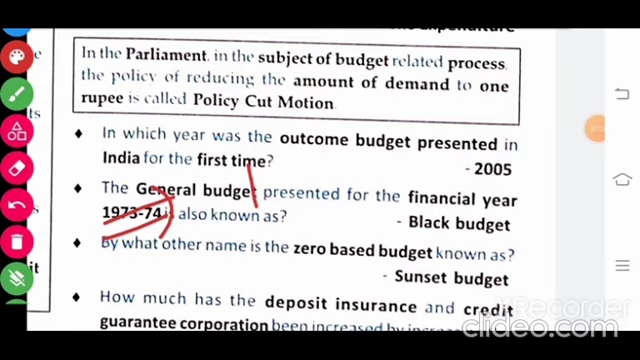 In the Parliament, in the subject of budget related process,
the policy of reducing the amount of demand to one
rupee is called Policy Cut Motion.
♦ In which year was the outcome budget presented in
India for the first time?
- 2005
♦ The General budget presented for the financial year
1973-74 is also known as?
- Black budget
♦ By what other name is the zero based budget known as?
- Sunset budget
♦ How much has the deposit insurance and credit
guarantee corporation been increased by
XRecorder
clideo.com